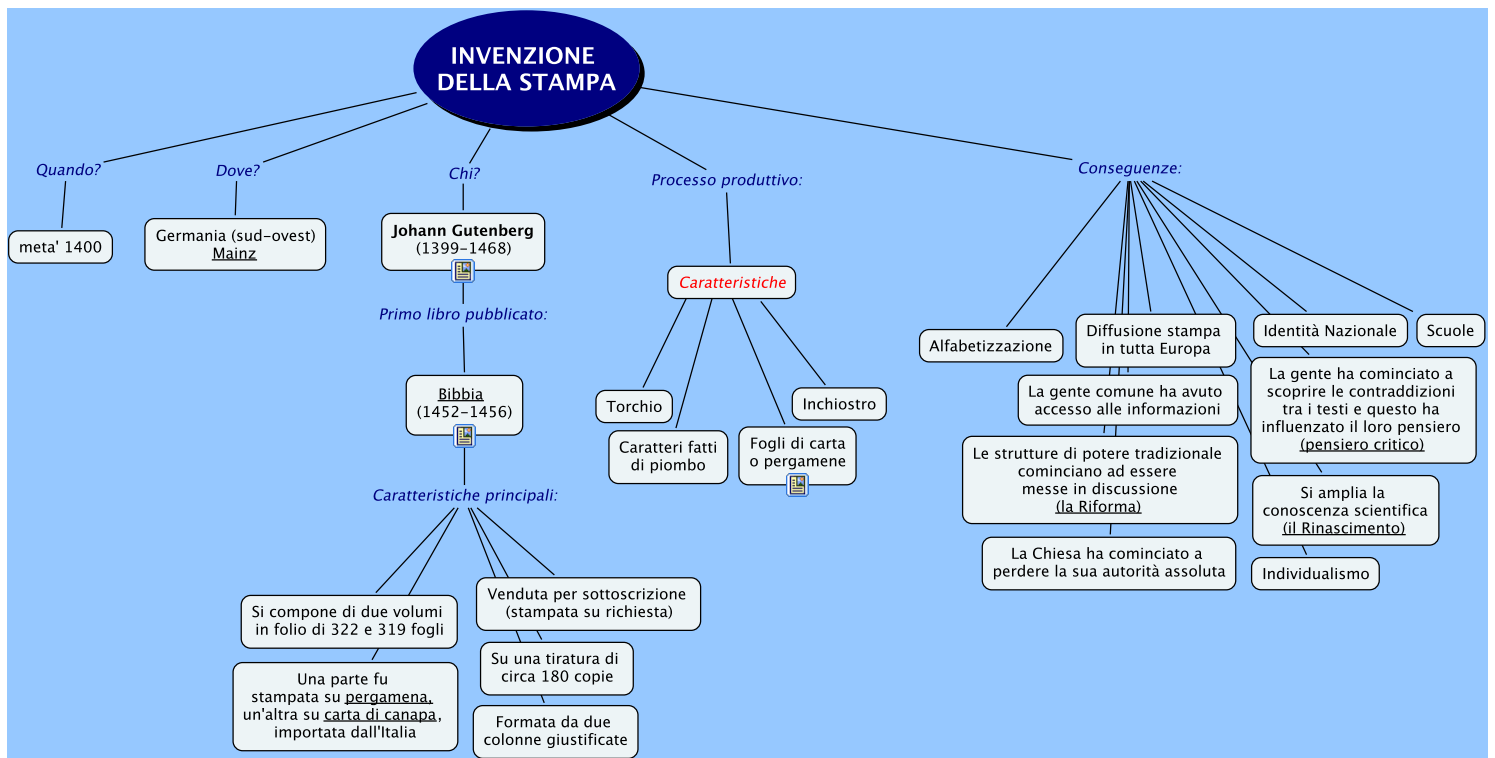 INVENZIONE
DELLA STAMPA
Quando?
meta' 1400
Dove?
Germania (sud-ovest)
Mainz
Chi?
Johann Gutenberg
(1399-1468)
Primo libro pubblicato:
Bibbia
(1452-1456)
Caratteristiche principali:
Si compone di due volumi
in folio di 322 e 319 fogli
Una parte fu
stampata su pergamena,
un'altra su carta di canapa,
importata dall'Italia
Venduta per sottoscrizione
(stampata su richiesta)
Su una tiratura di
circa 180 copie
Formata da due
colonne giustificate
Processo produttivo:
Caratteristiche
Torchio
Caratteri fatti
di piombo
Fogli di carta
o pergamene
Inchiostro
Conseguenze:
Alfabetizzazione
Diffusione stampa
in tutta Europa
La gente comune ha avuto
accesso alle informazioni
Le strutture di potere tradizionale
cominciano ad essere
messe in discussione
(la Riforma)
La Chiesa ha cominciato a
perdere la sua autorità assoluta
Identità Nazionale
Scuole
La gente ha cominciato a
scoprire le contraddizioni
tra i testi e questo ha
influenzato il loro pensiero
(pensiero critico)
Si amplia la
conoscenza scientifica
(il Rinascimento)
Individualismo